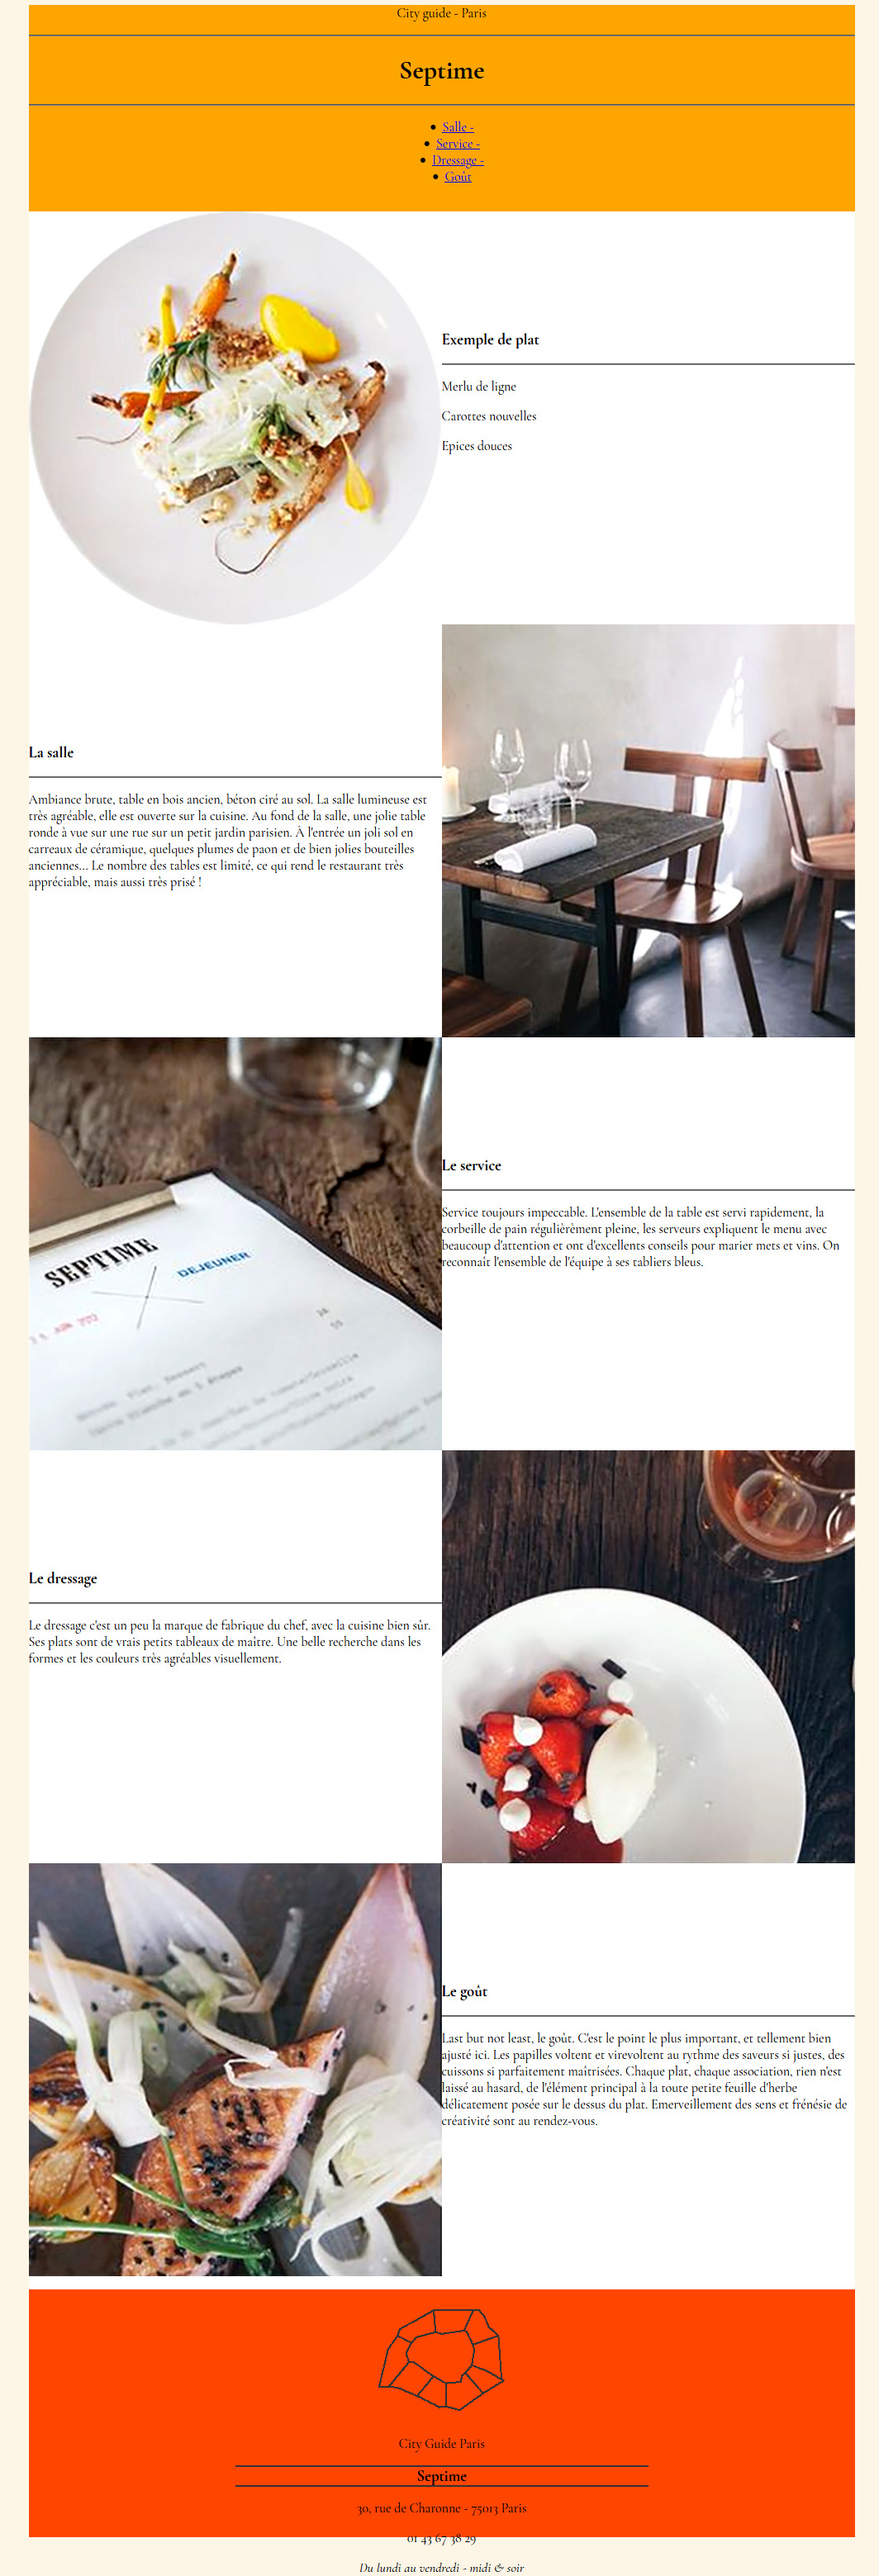 City guide - Paris
Septime
Salle -
Service -
Dressage -
Goût
Exemple de plat
Merlu de ligne
Carottes nouvelles
Epices douces
La salle
Ambiance brute, table en bois ancien, béton ciré au sol. La salle lumineuse est
très agréable, elle est ouverte sur la cuisine. Au fond de la salle, une jolie table
ronde à vue sur une rue sur un petit jardin parisien. À l'entrée un joli sol en
carreaux de céramique, quelques plumes de paon et de bien jolies bouteilles
anciennes... Le nombre des tables est limité, ce qui rend le restaurant très
appréciable, mais aussi très prisé !
SEPTIME
DEJEUNER
Le service
Service toujours impeccable. L'ensemble de la table est servi rapidement, la
corbeille de pain régulièrement pleine, les serveurs expliquent le menu avec
beaucoup d'attention et ont d'excellents conseils pour marier mets et vins. On
reconnaît l'ensemble de l'équipe à ses tabliers bleus.
Le dressage
Le dressage c'est un peu la marque de fabrique du chef, avec la cuisine bien sûr.
Ses plats sont de vrais petits tableaux de maître. Une belle recherche dans les
formes et les couleurs très agréables visuellement.
Le goût
Last but not least, le goût. C'est le point le plus important, et tellement bien
ajusté ici. Les papilles voltent et virevoltent au rythme des saveurs si justes, des
cuissons si parfaitement maîtrisées. Chaque plat, chaque association, rien n'est
laissé au hasard, de l'élément principal à la toute petite feuille d'herbe
délicatement posée sur le dessus du plat. Emerveillement des sens et frénésie de
créativité sont au rendez-vous.
City Guide Paris
Septime
30, rue de Charonne - 75013 Paris
01 43 67 38 29
Du lundi au vendredi - midi & soir